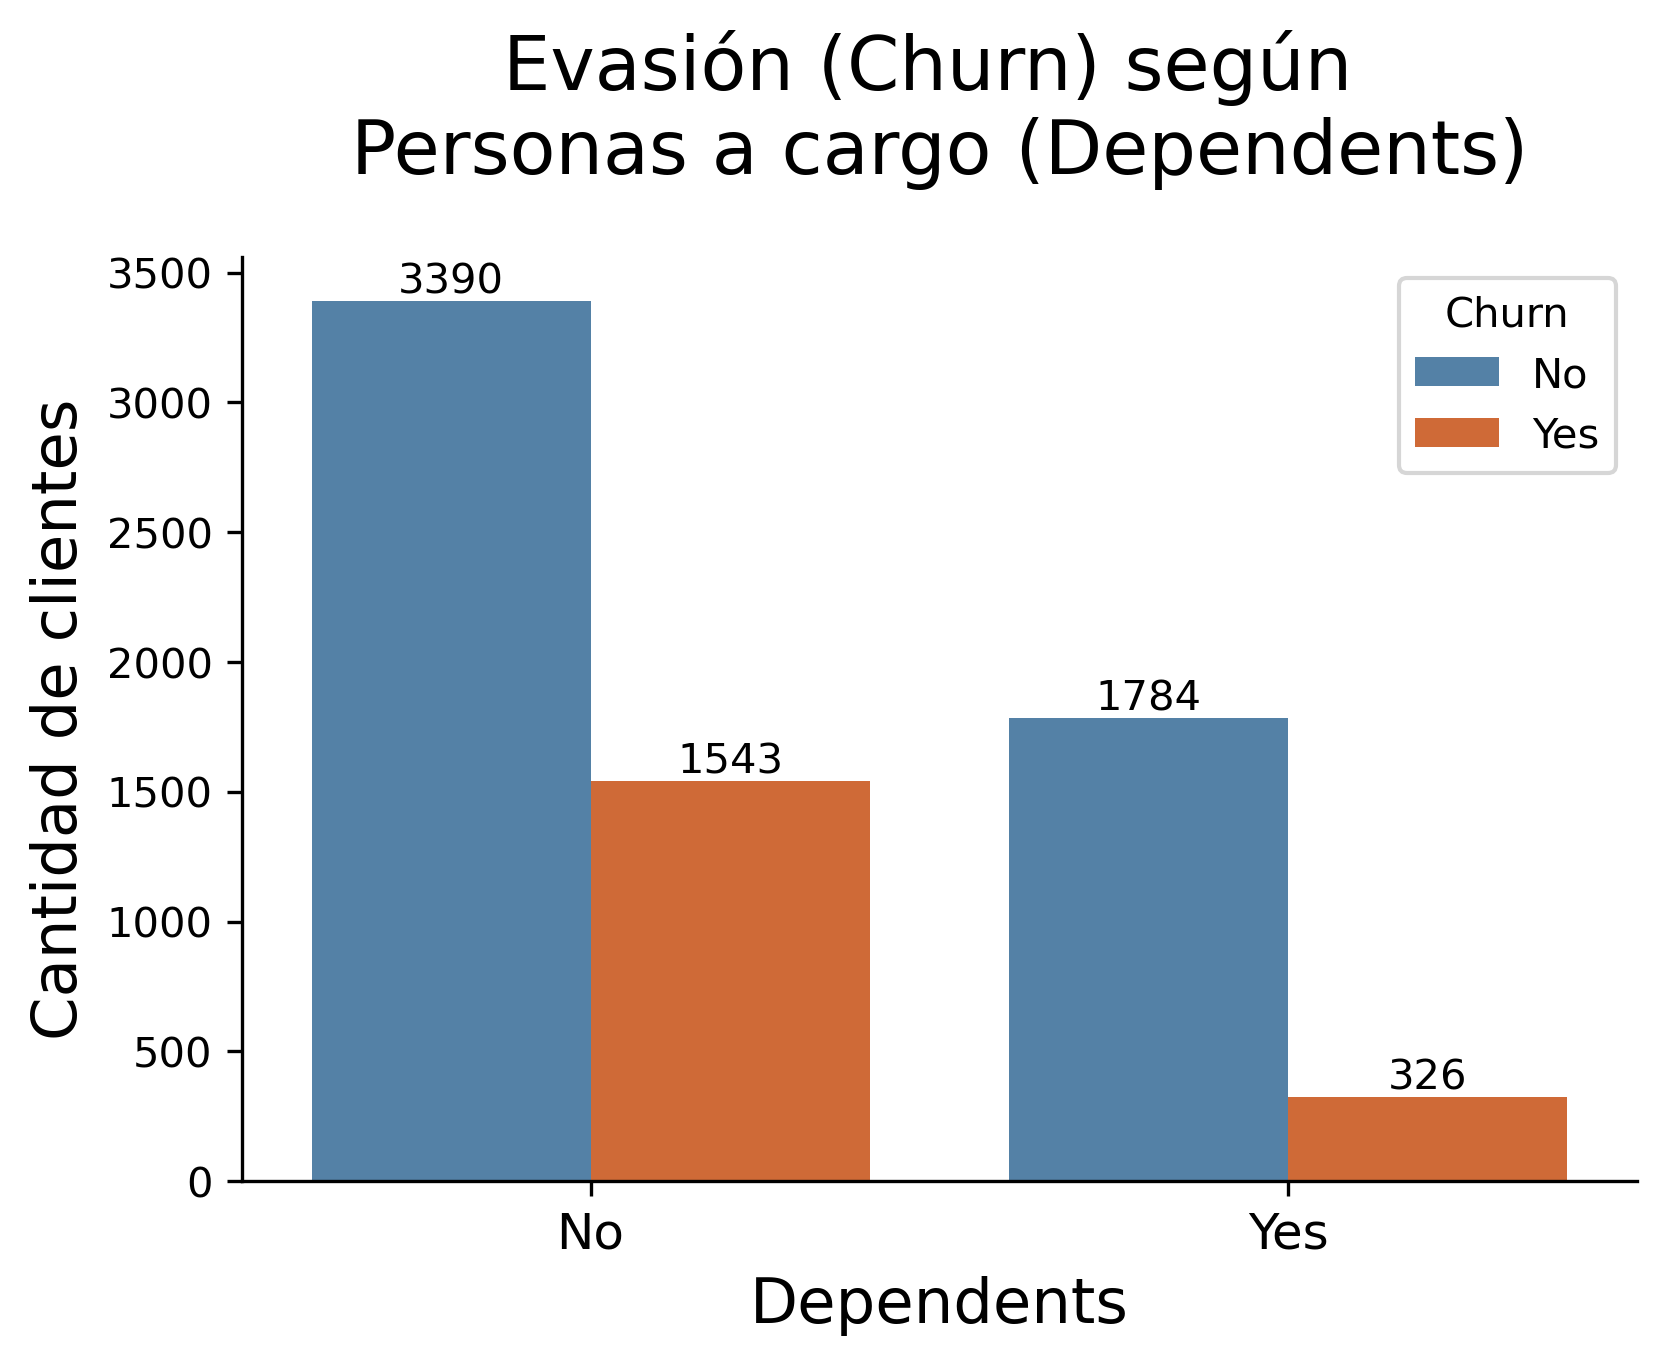 Evasión (Churn) según
Personas a cargo (Dependents)
Cantidad de clientes
3500
3000
2500
2000
1500
1000
500
0
3390
1543
1784
326
Churn
No
Yes
No
Yes
Dependents